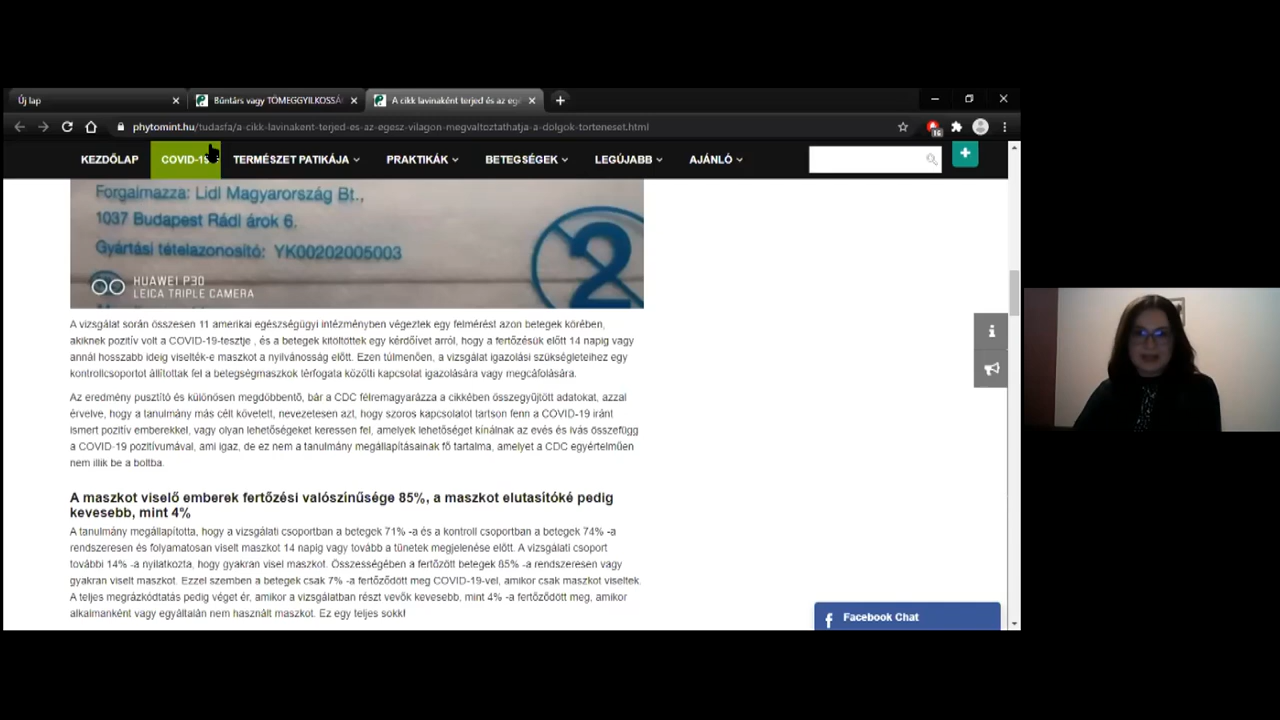 Új lap
Bűntárs vagy TÖMEGGYILKOSSÁG
A cikk lavinaként terjed és az egé
phytomint.hu/tudasfa/a-cikk-lavinakent-terjed-es-az-egesz-vilagon-megvaltoztathatja-a-dolgok-torteneset.html
16
KEZDŐLAP
COVID-19
TERMÉSZET PATIKÁJA
PRAKTIKÁK
BETEGSÉGEK
LEGÚJABB
AJÁNLÓ
Forgalmazza: Lidl Magyarország Bt.,
1037 Budapest Rádl árok 6.
Gyártási tételazonosító: YK00202005003
2
HUAWEI P30
LEICA TRIPLE CAMERA
A vizsgálat során összesen 11 amerikai egészségügyi intézményben végeztek egy felmérést azon betegek körében,
akiknek pozitív volt a COVID-19-tesztje , és a betegek kitöltöttek egy kérdőívet arról, hogy a fertőzésük előtt 14 napig vagy
annál hosszabb ideig viselték-e maszkot a nyilvánosság előtt. Ezen túlmenően, a vizsgálat igazolási szükségleteihez egy
kontrollcsoportot állítottak fel a betegségmaszkok térfogata közötti kapcsolat igazolására vagy megcáfolására.
Az eredmény pusztító és különösen megdöbbentő, bár a CDC félremagyarázza a cikkében összegyűjtött adatokat, azzal
érvelve, hogy a tanulmány más célt követett, nevezetesen azt, hogy szoros kapcsolatot tartson fenn a COVID-19 iránt
ismert pozitív emberekkel, vagy olyan lehetőségeket keressen fel, amelyek lehetőséget kínálnak az evés és ivás összefügg
a COVID-19 pozitívumával, ami igaz, de ez nem a tanulmány megállapításainak fő tartalma, amelyet a CDC egyértelműen
nem illik be a boltba.
A maszkot viselő emberek fertőzési valószínűsége 85%, a maszkot elutasítóké pedig
kevesebb, mint 4%
A tanulmány megállapította, hogy a vizsgálati csoportban a betegek 71% -a és a kontroll csoportban a betegek 74% -a
rendszeresen és folyamatosan viselt maszkot 14 napig vagy tovább a tünetek megjelenése előtt. A vizsgálati csoport
további 14% -a nyilatkozta, hogy gyakran visel maszkot. Összességében a fertőzött betegek 85% -a rendszeresen vagy
gyakran viselt maszkot. Ezzel szemben a betegek csak 7% -a fertőződött meg COVID-19-vel, amikor csak maszkot viseltek.
A teljes megrázkódtatás pedig véget ér, amikor a vizsgálatban részt vevők kevesebb, mint 4% -a fertőződött meg, amikor
alkalmanként vagy egyáltalán nem használt maszkot. Ez egy teljes sokk!
Facebook Chat